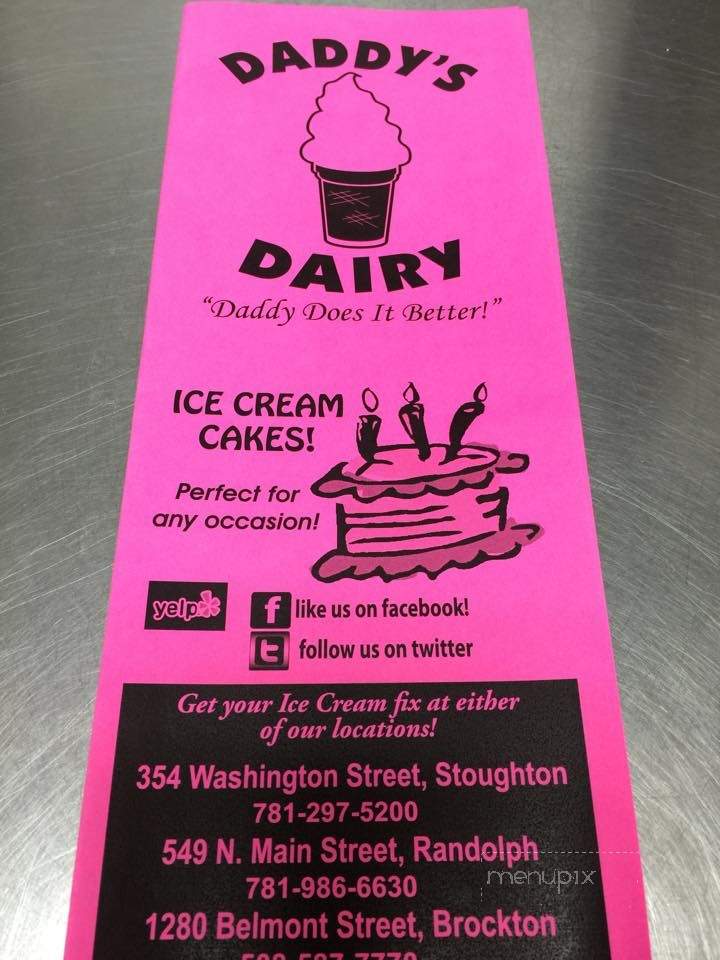 DADDY'S
DAIRY
"Daddy Does It Better!"
ICE CREAM
CAKES!
Perfect for
any occasion!
yelp
f like us on facebook!
t follow us on twitter
Get your Ice Cream fix at either
of our locations!
354 Washington Street, Stoughton
781-297-5200
549 N. Main Street, Randolph
781-986-6630
menupix
1280 Belmont Street, Brockton